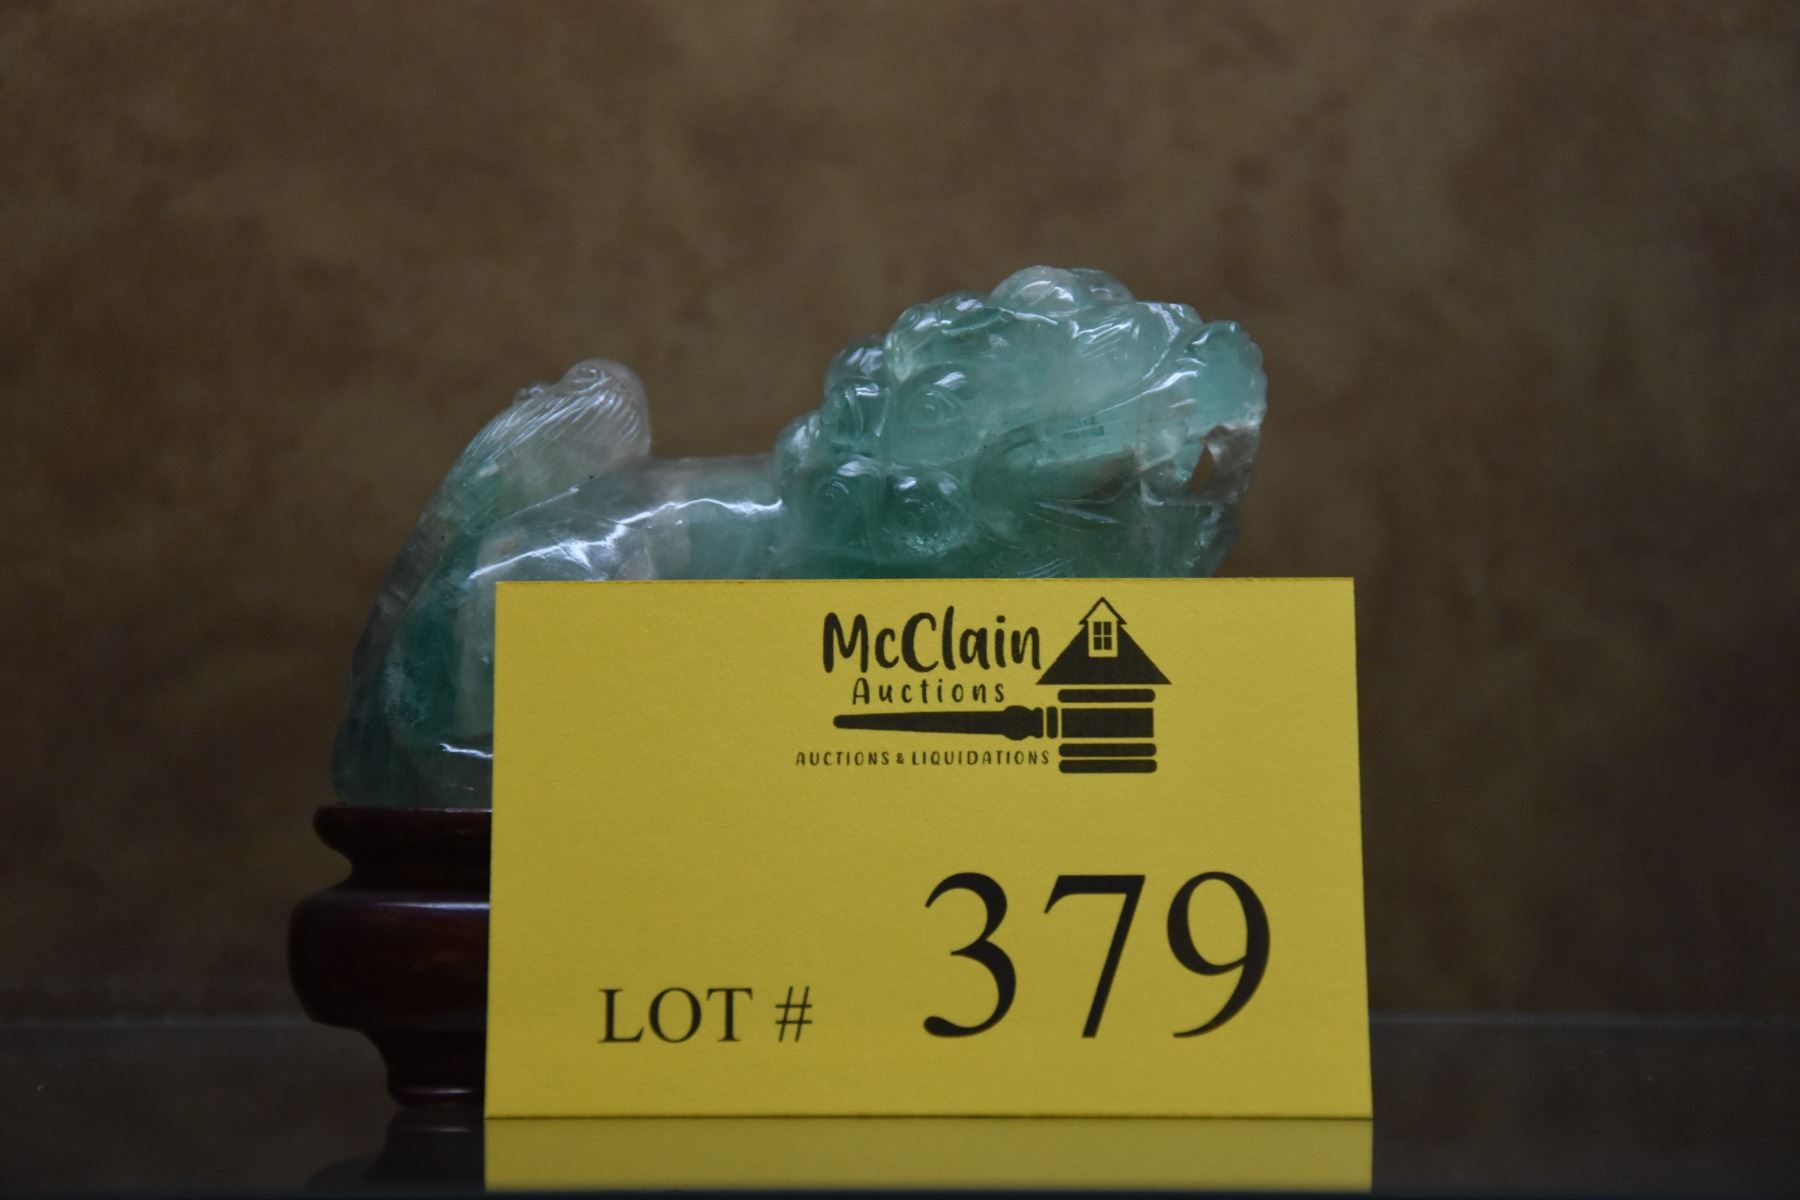 McClain
Auctions
AUCTIONS & LIQUIDATIONS
LOT # 379